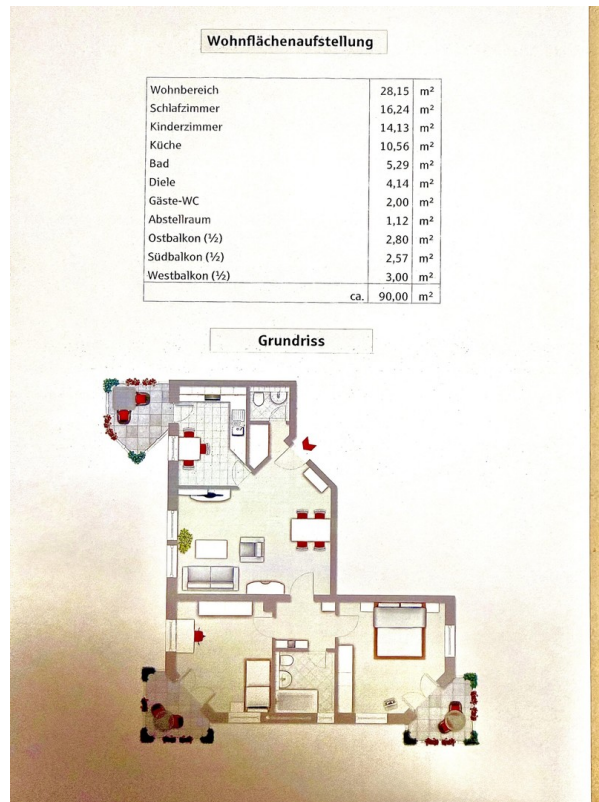 Wohnflächenaufstellung
Wohnbereich 28,15 m²
Schlafzimmer 16,24 m²
Kinderzimmer 14,13 m²
Küche 10,56 m²
Bad 5,29 m²
Diele 4,14 m²
Gäste-WC 2,00 m²
Abstellraum 1,12 m²
Ostbalkon (½) 2,80 m²
Südbalkon (½) 2,57 m²
Westbalkon (½) 3,00 m²
ca. 90,00 m²
Grundriss